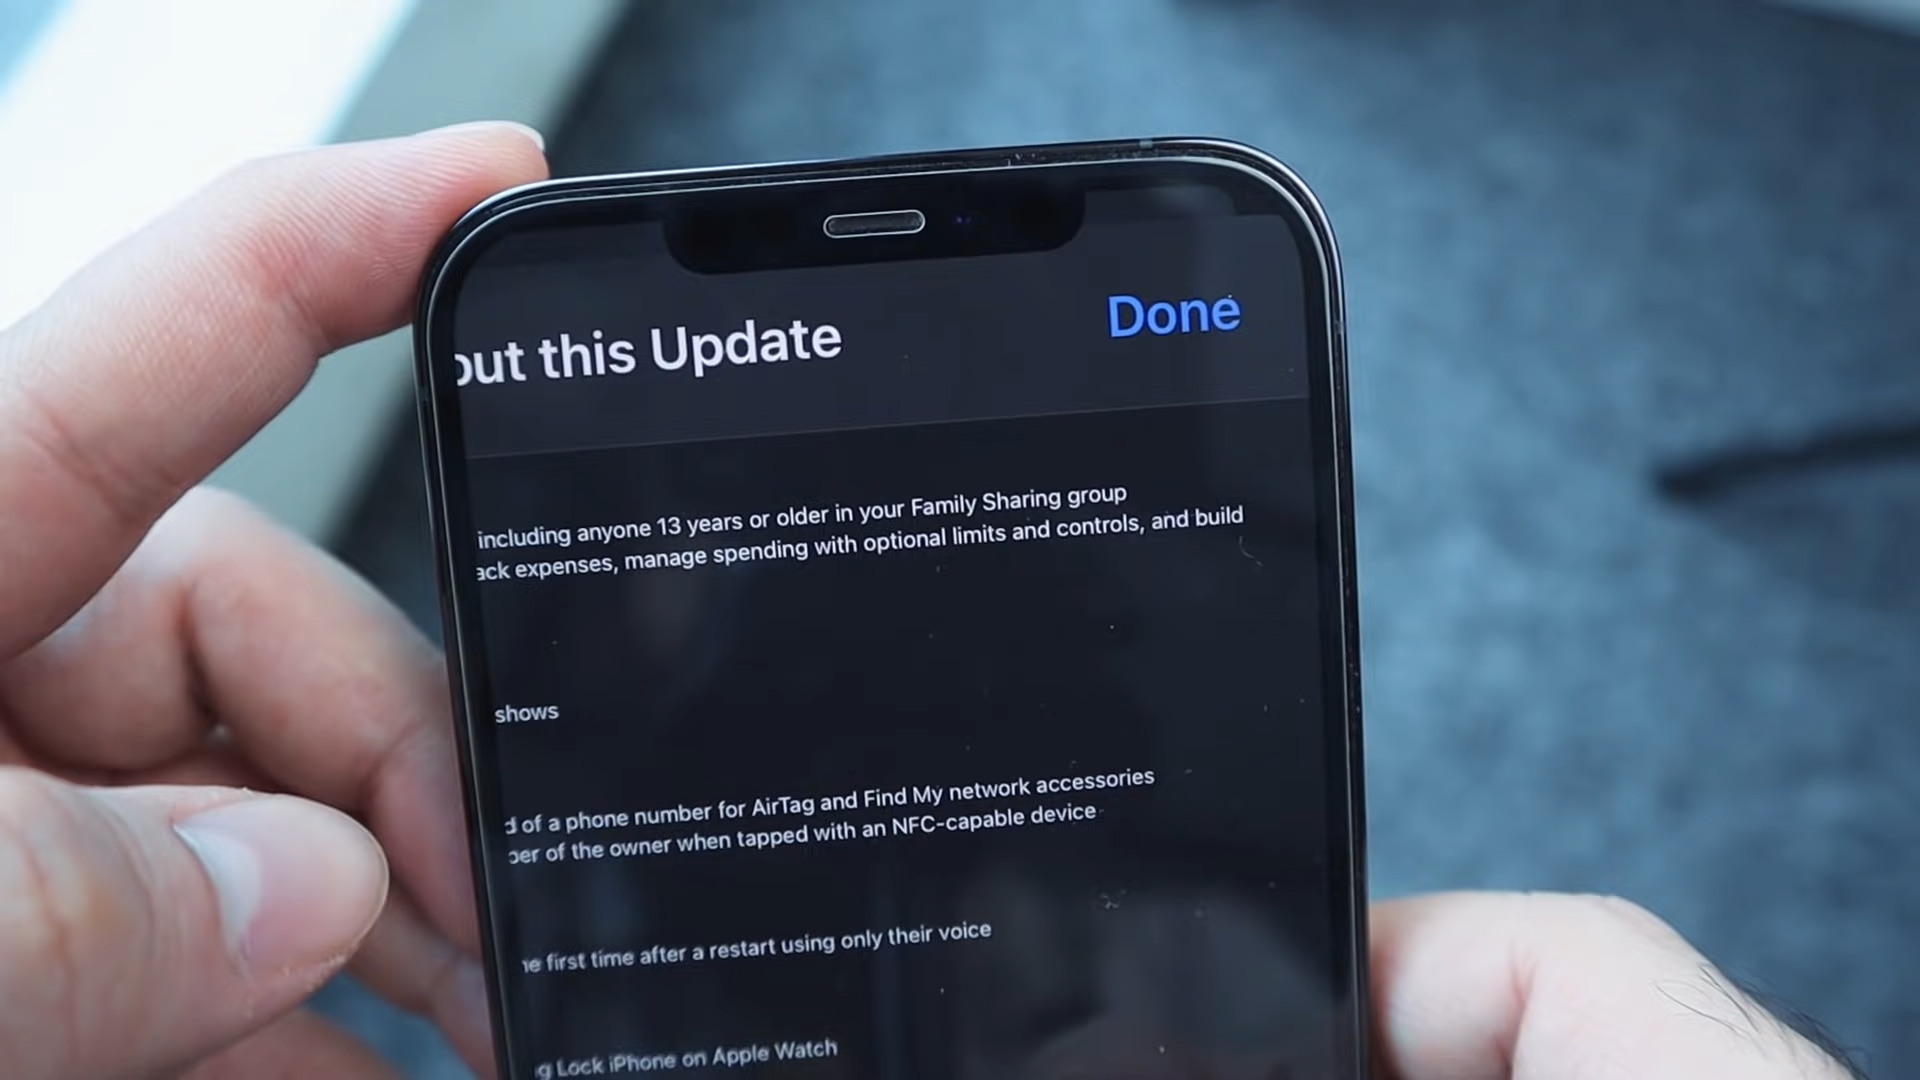 out this Update
Done
including anyone 13 years or older in your Family Sharing group
ack expenses, manage spending with optional limits and controls, and build
shows
d of a phone number for AirTag and Find My network accessories
ber of the owner when tapped with an NFC-capable device
he first time after a restart using only their voice
g Lock iPhone on Apple Watch